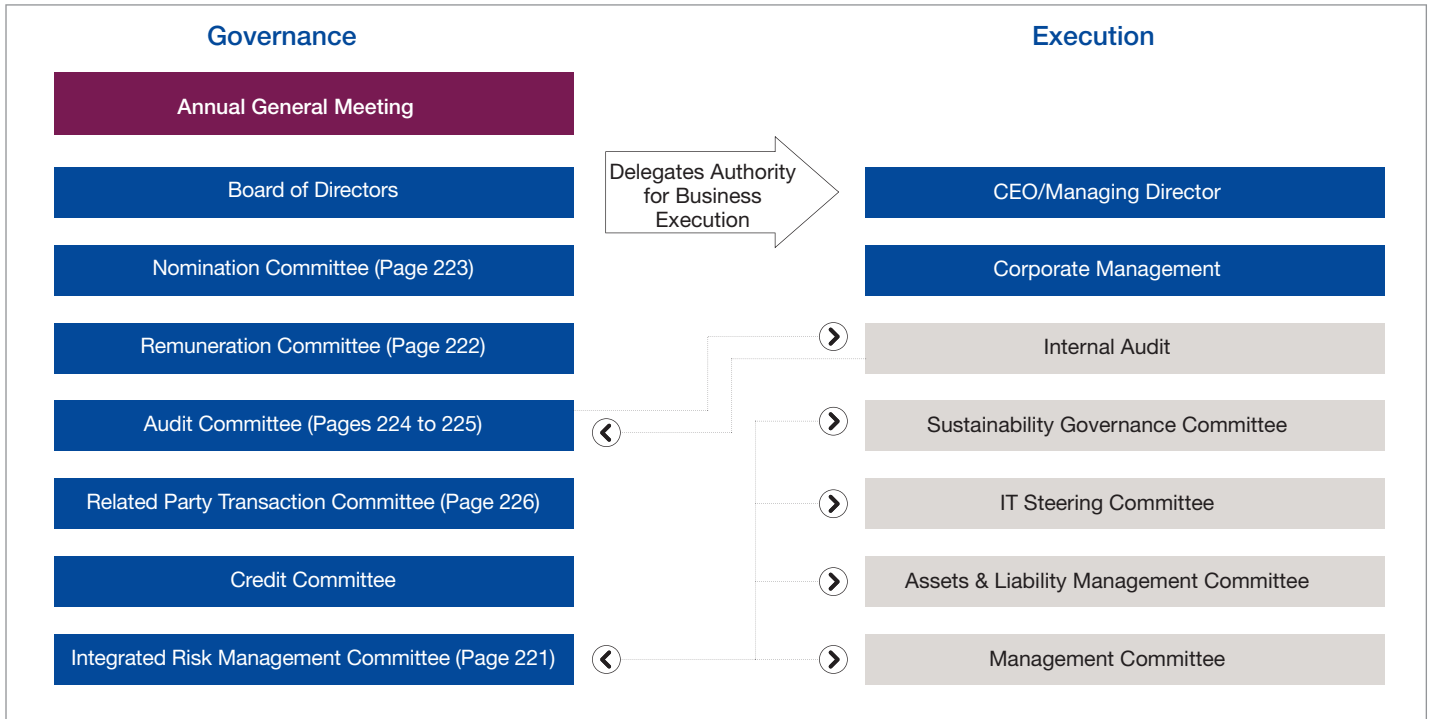 Governance
Execution
Annual General Meeting
Delegates Authority
for Business
Execution
Board of Directors
CEO/Managing Director
Nomination Committee (Page 223)
Corporate Management
Remuneration Committee (Page 222)
Internal Audit
Audit Committee (Pages 224 to 225)
Sustainability Governance Committee
Related Party Transaction Committee (Page 226)
IT Steering Committee
Credit Committee
Assets & Liability Management Committee
Integrated Risk Management Committee (Page 221)
Management Committee